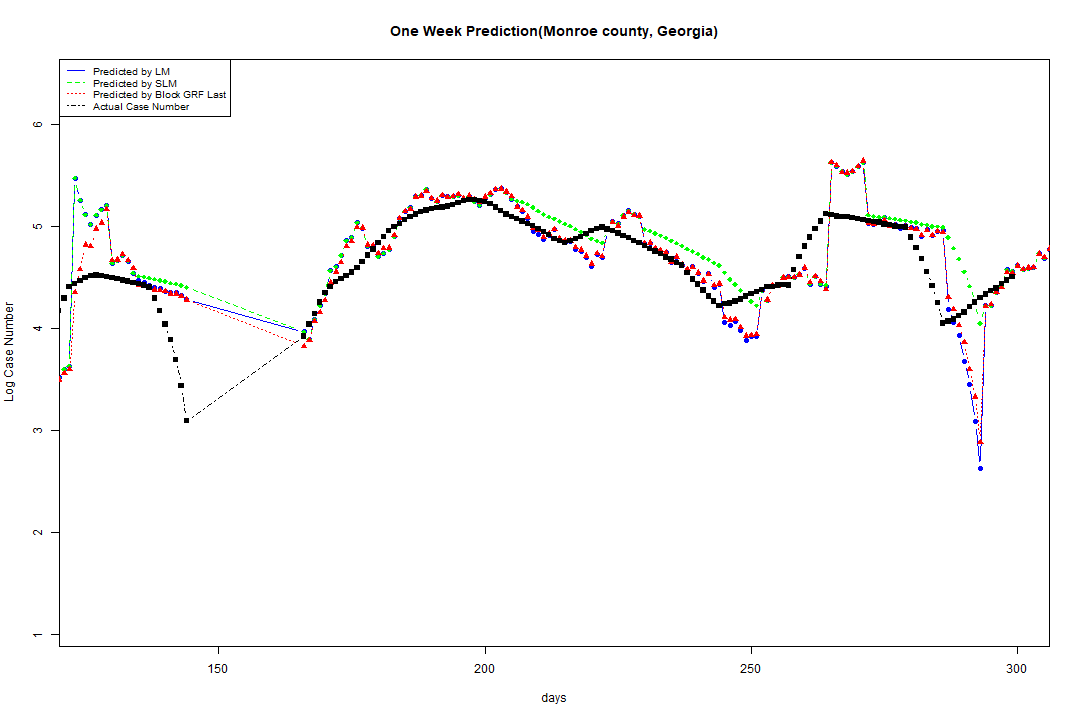 One Week Prediction(Monroe county, Georgia)
Predicted by LM
Predicted by SLM
Predicted by Block GRF Last
Actual Case Number
6
5
4
3
2
1
Log Case Number
150
200
250
300
days